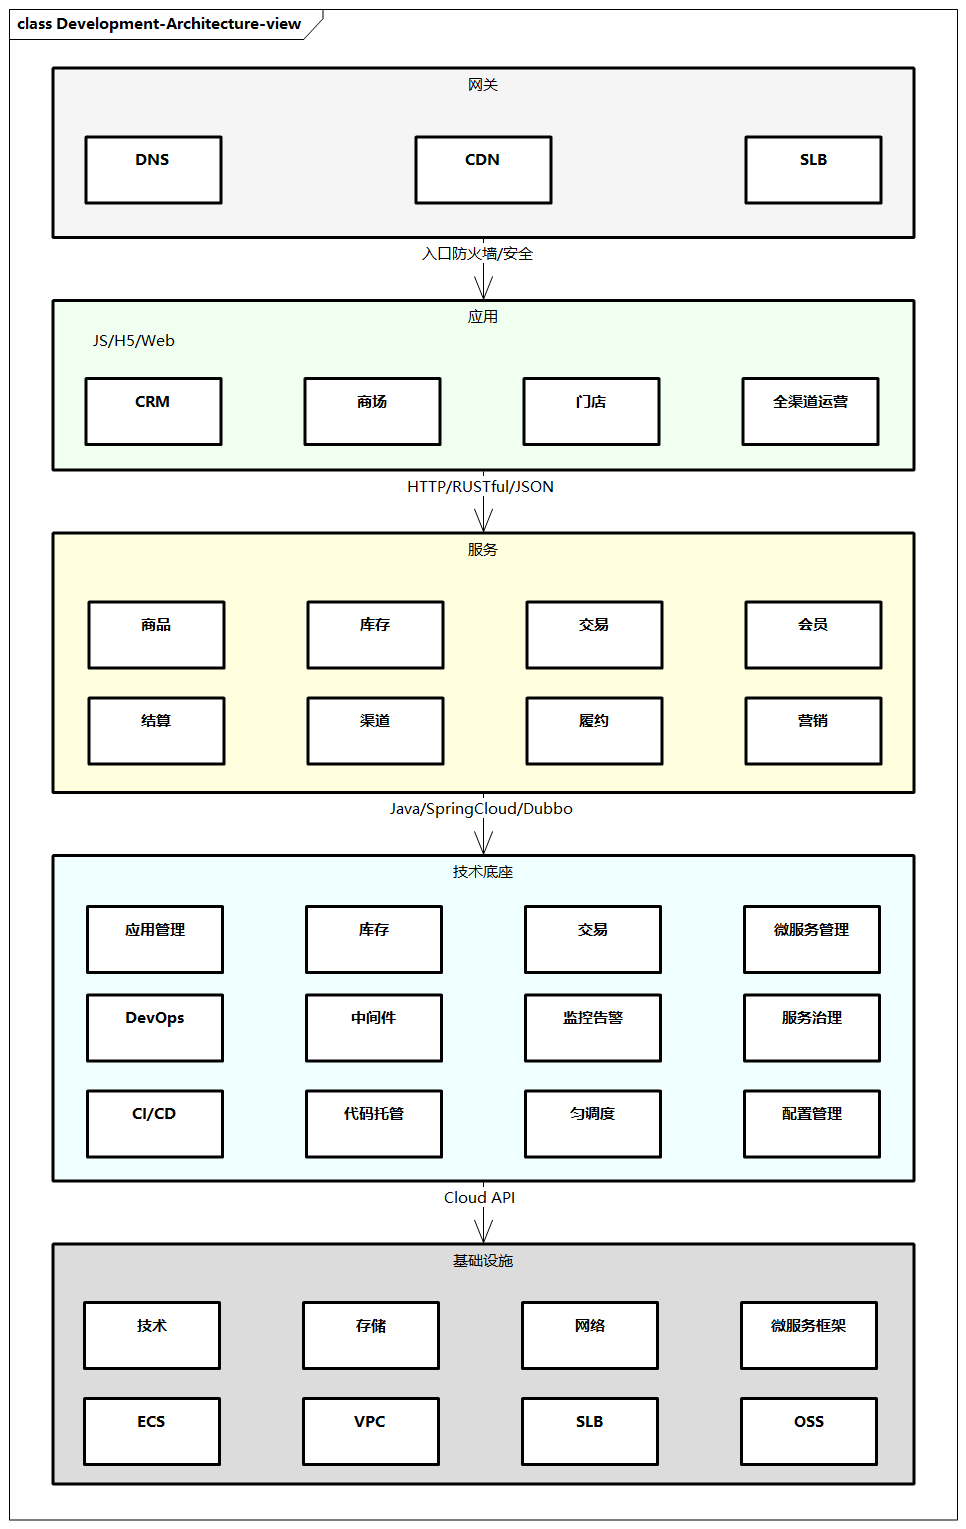 class Development-Architecture-view
网关
DNS
CDN
SLB
入口防火墙/安全
应用
JS/H5/Web
CRM
商场
门店
全渠道运营
HTTP/RUSTful/JSON
服务
商品
库存
交易
会员
结算
渠道
履约
营销
Java/SpringCloud/Dubbo
技术底座
应用管理
库存
交易
微服务管理
DevOps
中间件
监控告警
服务治理
CI/CD
代码托管
匀调度
配置管理
Cloud API
基础设施
技术
存储
网络
微服务框架
ECS
VPC
SLB
OSS